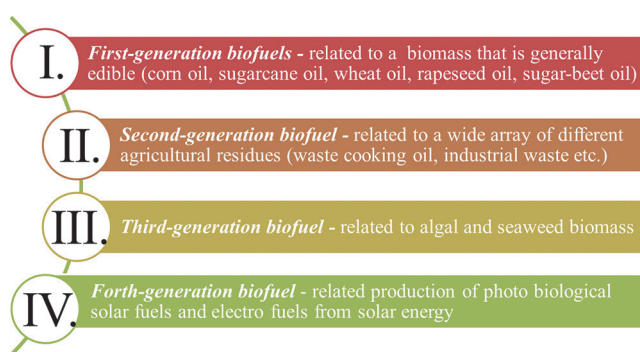 I.
First-generation biofuels - related to a biomass that is generally
edible (corn oil, sugarcane oil, wheat oil, rapeseed oil, sugar-beet oil)
II.
Second-generation biofuel - related to a wide array of different
agricultural residues (waste cooking oil, industrial waste etc.)
III.
Third-generation biofuel - related to algal and seaweed biomass
IV.
Forth-generation biofuel - related production of photo biological
solar fuels and electro fuels from solar energy